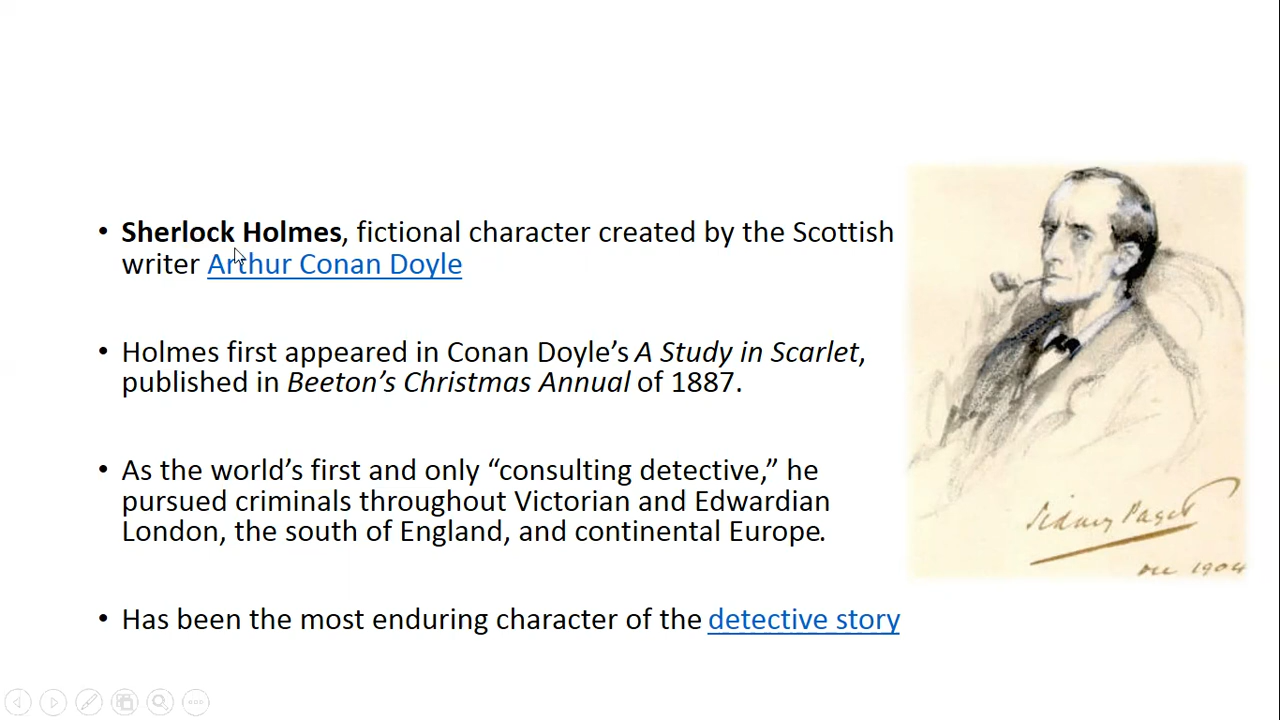 • Sherlock Holmes, fictional character created by the Scottish
writer Arthur Conan Doyle
• Holmes first appeared in Conan Doyle’s A Study in Scarlet,
published in Beeton’s Christmas Annual of 1887.
• As the world’s first and only “consulting detective,” he
pursued criminals throughout Victorian and Edwardian
London, the south of England, and continental Europe.
• Has been the most enduring character of the detective story
Sidney Paget
Dec 1904